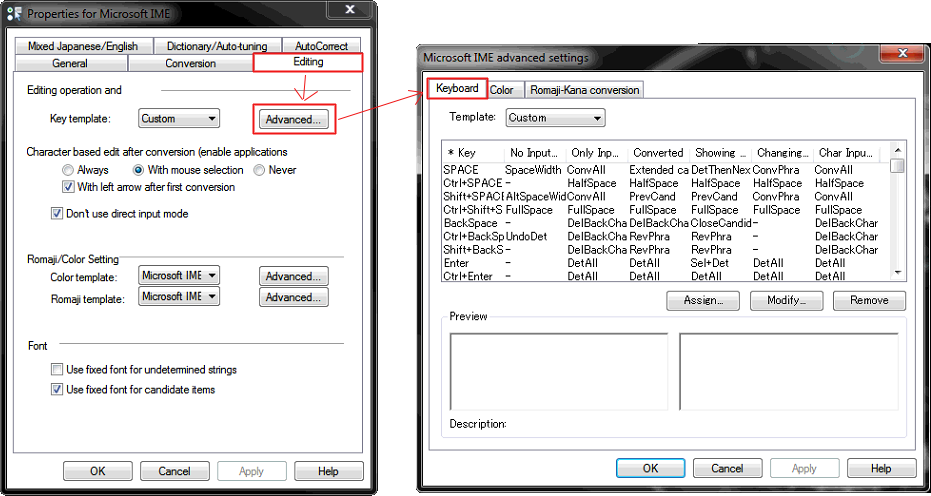 Properties for Microsoft IME
Mixed Japanese/English Dictionary/Auto-tuning AutoCorrect
General Conversion Editing
Editing operation and
Key template: Custom Advanced...
Character based edit after conversion (enable applications
Always With mouse selection Never
With left arrow after first conversion
Don't use direct input mode
Romaji/Color Setting
Color template: Microsoft IME Advanced...
Romaji template: Microsoft IME Advanced...
Font
Use fixed font for undetermined strings
Use fixed font for candidate items
OK Cancel Apply Help
Microsoft IME advanced settings
Keyboard Color Romaji-Kana conversion
Template: Custom
* Key No Input... Only Inp... Converted Showing ... Changing... Char Inpu...
SPACE SpaceWidth ConvAll Extended ca DetThenNex ConvPhra ConvAll
Ctrl+SPACE - HalfSpace HalfSpace HalfSpace HalfSpace HalfSpace
Shift+SPACE AltSpaceWid ConvAll PrevCand PrevCand ConvPhra ConvAll
Ctrl+Shift+S FullSpace FullSpace FullSpace FullSpace FullSpace FullSpace
BackSpace - DelBackCha DelBackCha CloseCandid - DelBackChar
Ctrl+BackSp UndoDet DelBackCha RevPhra RevPhra - DelBackChar
Shift+BackS - DelBackCha RevPhra RevPhra - DelBackChar
Enter - DetAll DetAll Sel+Det DetAll DetAll
Ctrl+Enter - DetAll DetAll DetAll DetAll DetAll
Assign... Modify... Remove
Preview
Description:
OK Cancel Apply Help